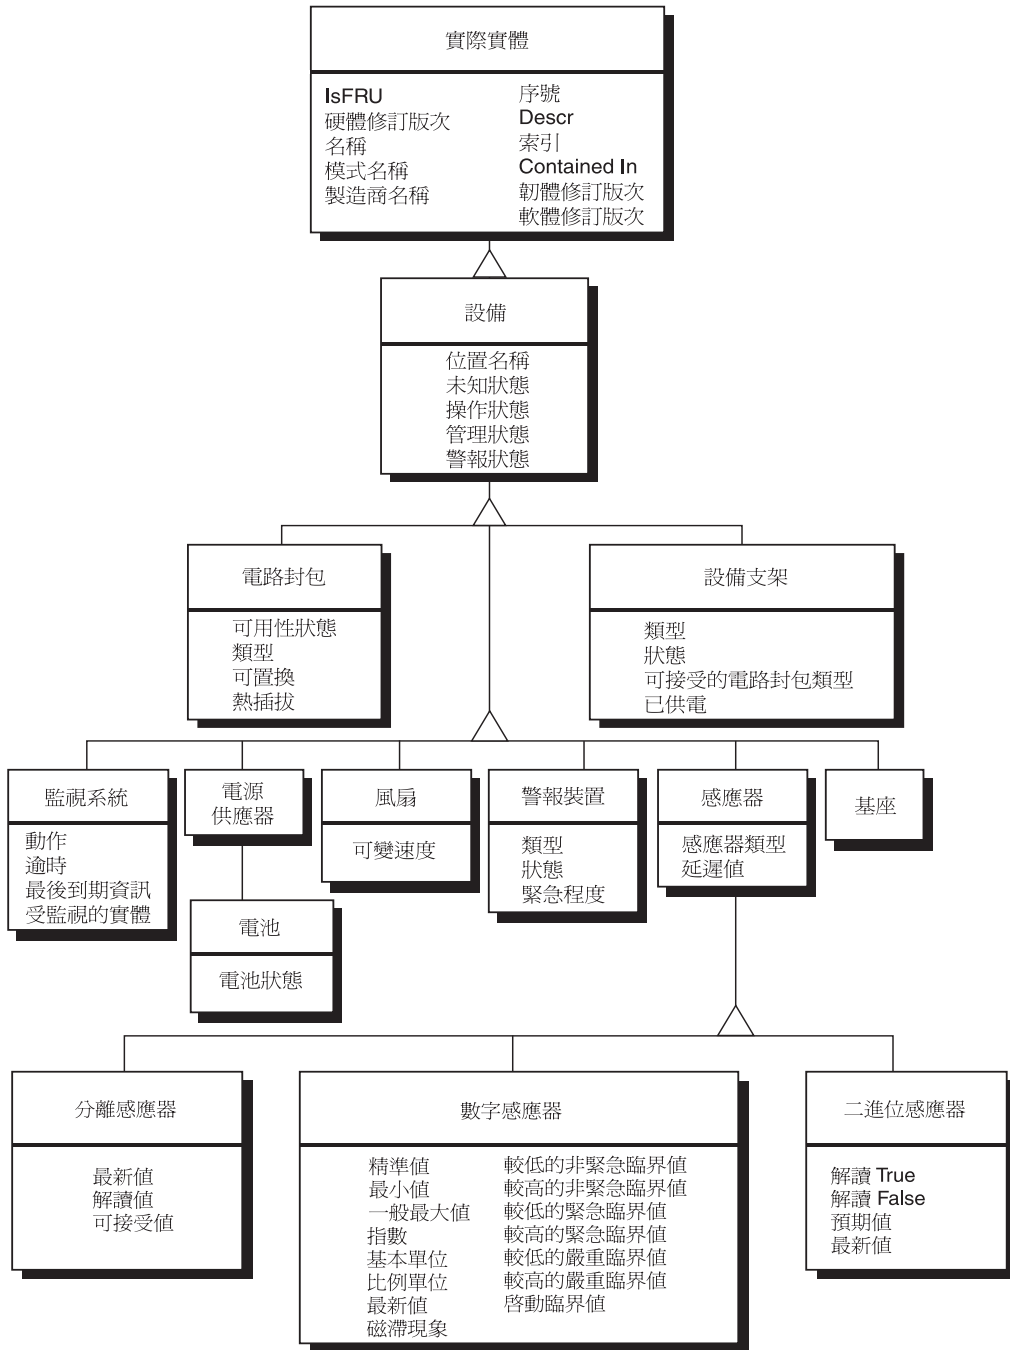 實際實體
IsFRU
硬體修訂版次
名稱
模式名稱
製造商名稱
序號
Descr
索引
Contained In
韌體修訂版次
軟體修訂版次
設備
位置名稱
未知狀態
操作狀態
管理狀態
警報狀態
電路封包
可用性狀態
類型
可置換
熱插拔
設備支架
類型
狀態
可接受的電路封包類型
已供電
監視系統
動作
逾時
最後到期資訊
受監視的實體
電源
供應器
風扇
可變速度
警報裝置
類型
狀態
緊急程度
感應器
感應器類型
延遲值
基座
電池
電池狀態
分離感應器
最新值
解讀值
可接受值
數字感應器
精準值
最小值
一般最大值
指數
基本單位
比例單位
最新值
磁滯現象
較低的非緊急臨界值
較高的非緊急臨界值
較低的緊急臨界值
較高的緊急臨界值
較低的嚴重臨界值
較高的嚴重臨界值
啟動臨界值
二進位感應器
解讀 True
解讀 False
預期值
最新值